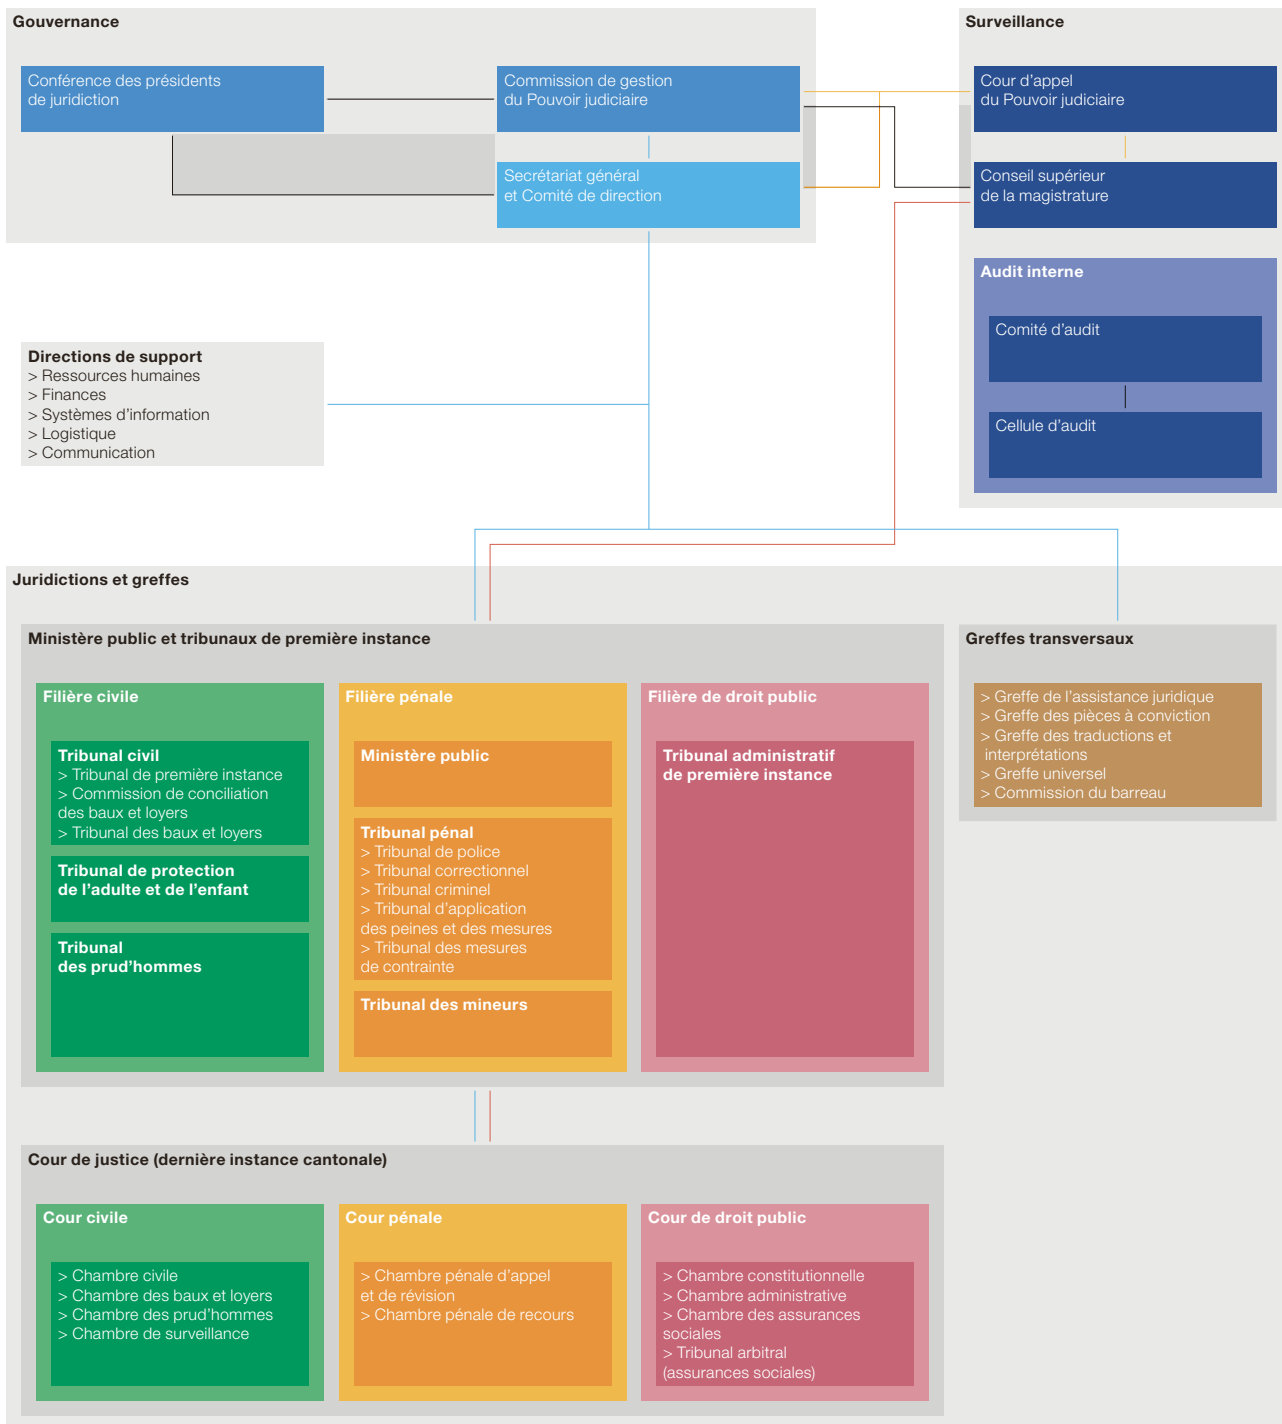 Gouvernance
Conférence des présidents
de juridiction
Commission de gestion
du Pouvoir judiciaire
Secrétariat général
et Comité de direction
Surveillance
Cour d'appel
du Pouvoir judiciaire
Conseil supérieur
de la magistrature
Audit interne
Comité d'audit
Cellule d'audit
Directions de support
> Ressources humaines
> Finances
> Systèmes d'information
> Logistique
> Communication
Juridictions et greffes
Ministère public et tribunaux de première instance
Filière civile
Tribunal civil
> Tribunal de première instance
> Commission de conciliation
des baux et loyers
> Tribunal des baux et loyers
Tribunal de protection
de l'adulte et de l'enfant
Tribunal
des prud'hommes
Filière pénale
Ministère public
Tribunal pénal
> Tribunal de police
> Tribunal correctionnel
> Tribunal criminel
> Tribunal d'application
des peines et des mesures
> Tribunal des mesures
de contrainte
Tribunal des mineurs
Filière de droit public
Tribunal administratif
de première instance
Greffes transversaux
> Greffe de l'assistance juridique
> Greffe des pièces à conviction
> Greffe des traductions et
interprétations
> Greffe universel
> Commission du barreau
Cour de justice (dernière instance cantonale)
Cour civile
> Chambre civile
> Chambre des baux et loyers
> Chambre des prud'hommes
> Chambre de surveillance
Cour pénale
> Chambre pénale d'appel
et de révision
> Chambre pénale de recours
Cour de droit public
> Chambre constitutionnelle
> Chambre administrative
> Chambre des assurances
sociales
> Tribunal arbitral
(assurances sociales)